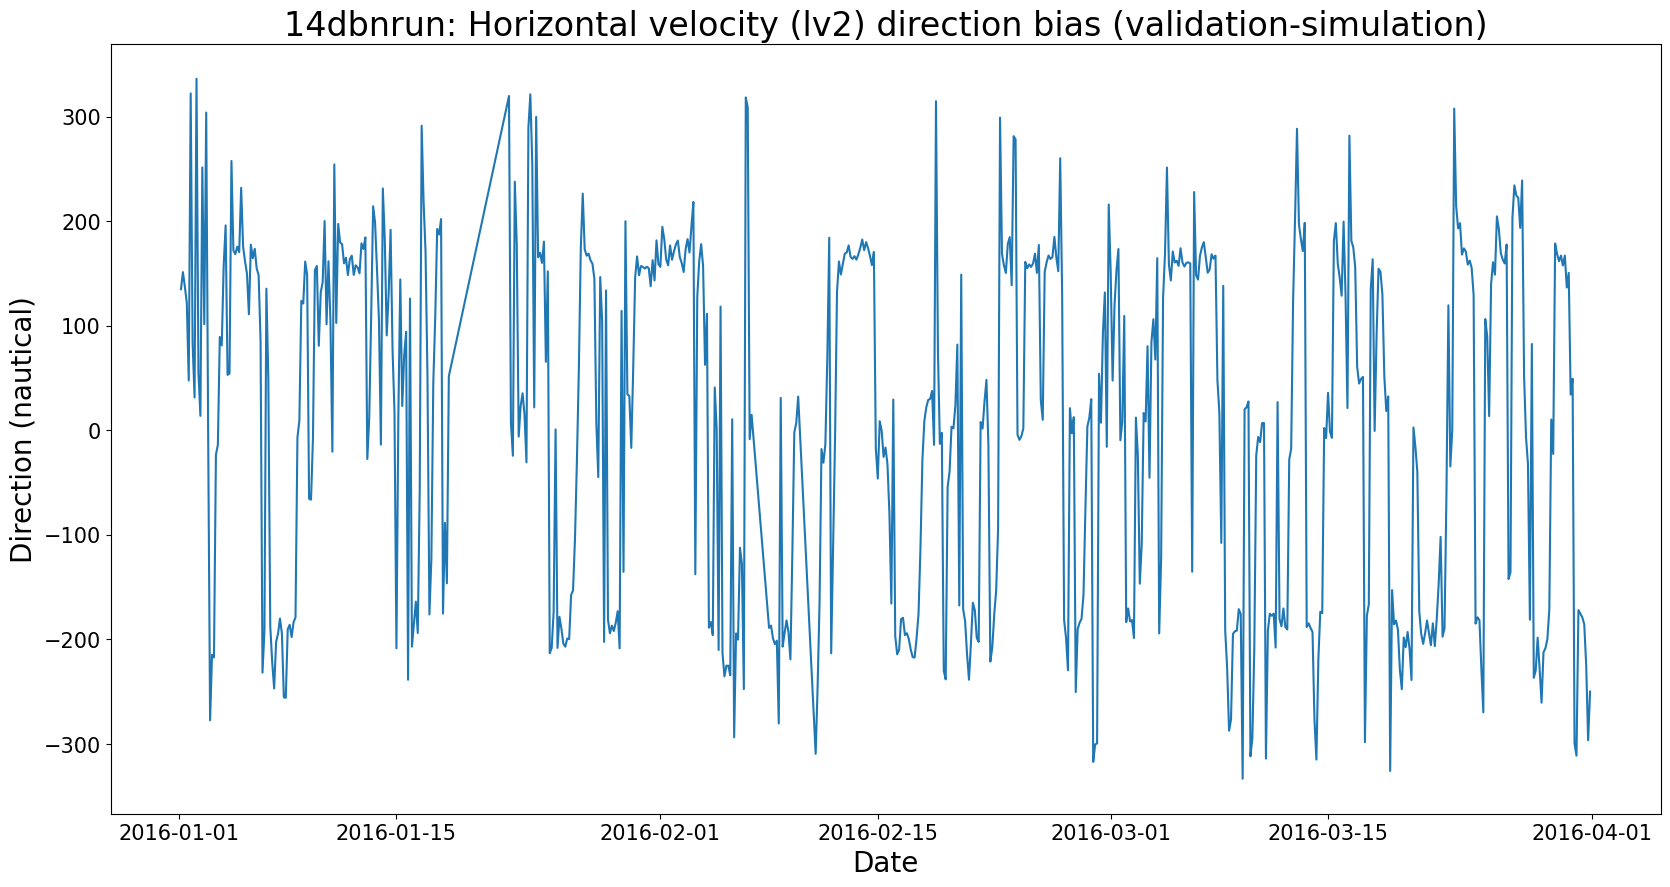 14dbnrun: Horizontal velocity (lv2) direction bias (validation-simulation)
Direction (nautical)
300
200
100
0
−100
−200
−300
2016-01-01 2016-01-15 2016-02-01 2016-02-15 2016-03-01 2016-03-15 2016-04-01
Date